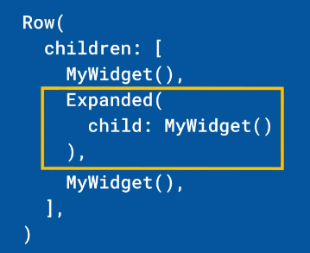 Row(
  children: [
    MyWidget(),
    Expanded(
      child: MyWidget()
    ),
    MyWidget(),
  ],
)